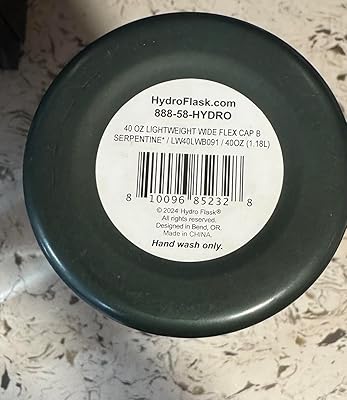 HydroFlask.com
888-58-HYDRO
40 OZ LIGHTWEIGHT WIDE FLEX CAP B
SERPENTINE* / LW40LWB091 / 40OZ (1.18L)
8 10096 85232 8
© 2024 Hydro Flask®
All rights reserved.
Designed in Bend, OR.
Made in CHINA.
Hand wash only.